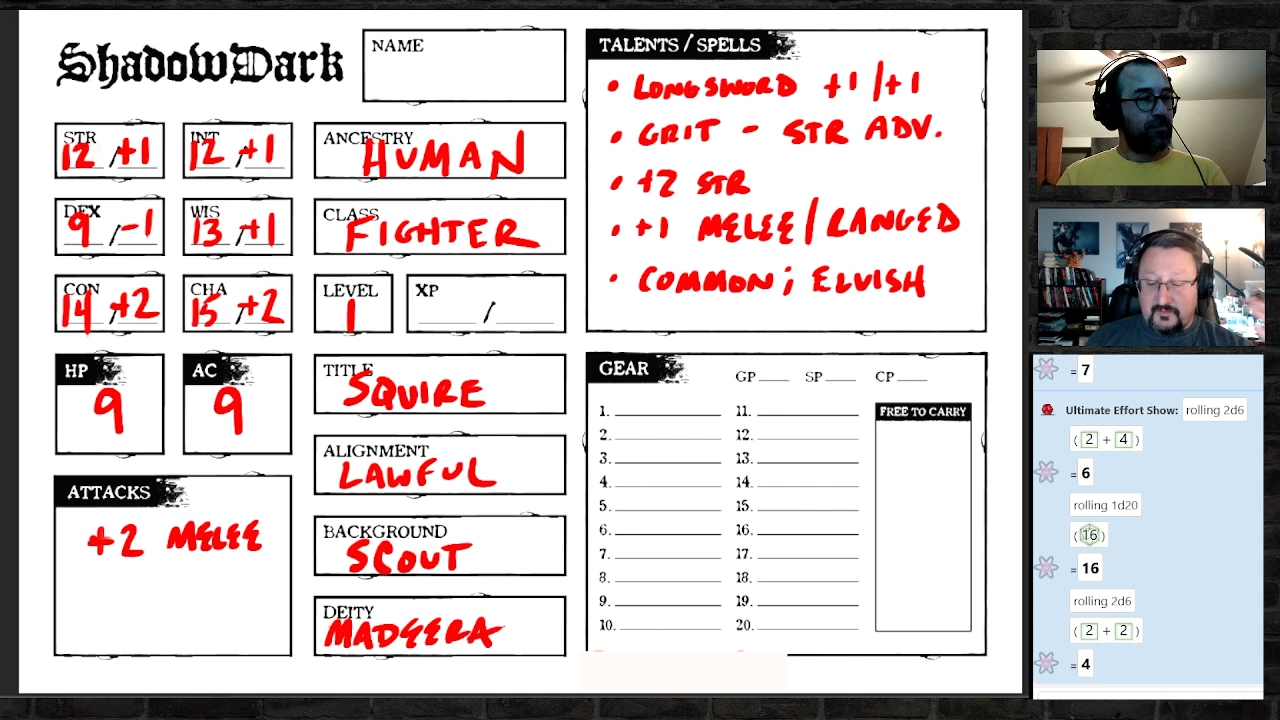 ShadowDark
NAME
STR
12 / +1
INT
12 / +1
ANCESTRY
HUMAN
DEX
9 / -1
WIS
13 / +1
CLASS
FIGHTER
CON
14 / +2
CHA
15 / +2
LEVEL
1
XP
/
HP
9
AC
9
TITLE
SQUIRE
ALIGNMENT
LAWFUL
ATTACKS
+2 MELEE
BACKGROUND
SCOUT
DEITY
MADEERA
TALENTS / SPELLS
• LONGSWORD +1/+1
• GRIT - STR ADV.
• +2 STR
• +1 MELEE/RANGED
• COMMON; ELVISH
GEAR
GP ___ SP ___ CP ___
1.
2.
3.
4.
5.
6.
7.
8.
9.
10.
11.
12.
13.
14.
15.
16.
17.
18.
19.
20.
FREE TO CARRY
= 7
Ultimate Effort Show: rolling 2d6
( 2 + 4 )
= 6
rolling 1d20
( 16 )
= 16
rolling 2d6
( 2 + 2 )
= 4